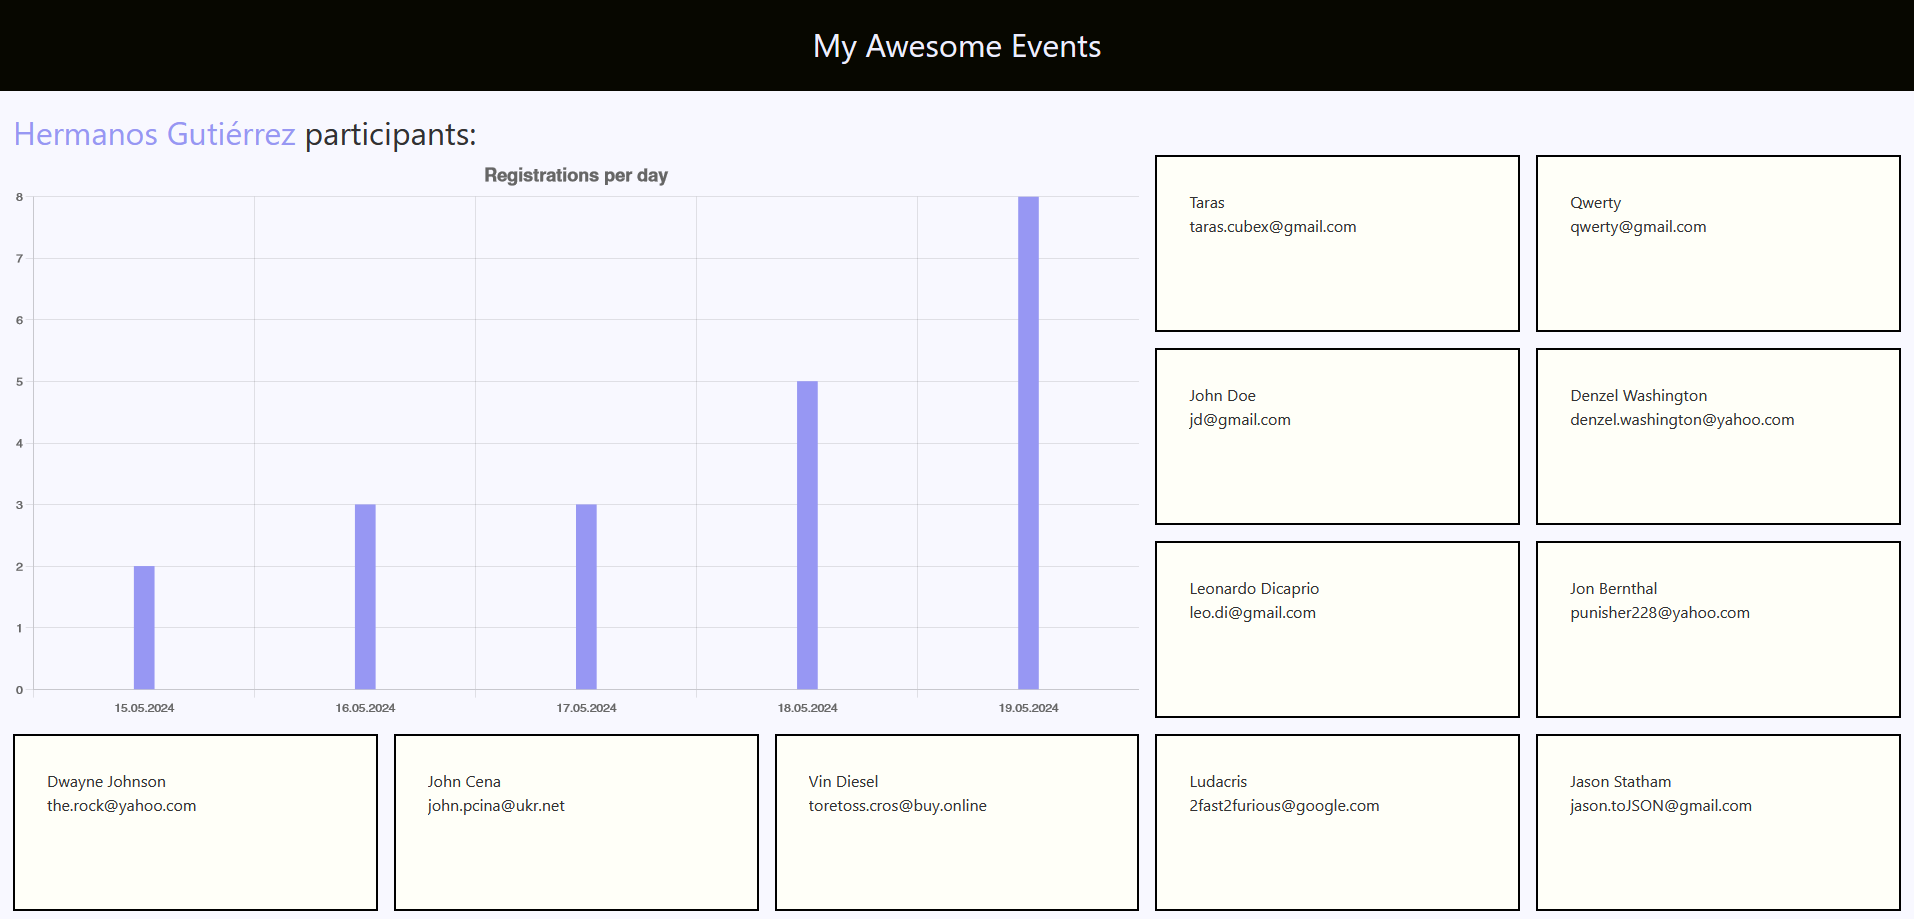 My Awesome Events
Hermanos Gutiérrez participants:
Registrations per day
8
7
6
5
4
3
2
1
0
15.05.2024 16.05.2024 17.05.2024 18.05.2024 19.05.2024
Taras
taras.cubex@gmail.com
Qwerty
qwerty@gmail.com
John Doe
jd@gmail.com
Denzel Washington
denzel.washington@yahoo.com
Leonardo Dicaprio
leo.di@gmail.com
Jon Bernthal
punisher228@yahoo.com
Dwayne Johnson
the.rock@yahoo.com
John Cena
john.pcina@ukr.net
Vin Diesel
toretoss.cros@buy.online
Ludacris
2fast2furious@google.com
Jason Statham
jason.toJSON@gmail.com